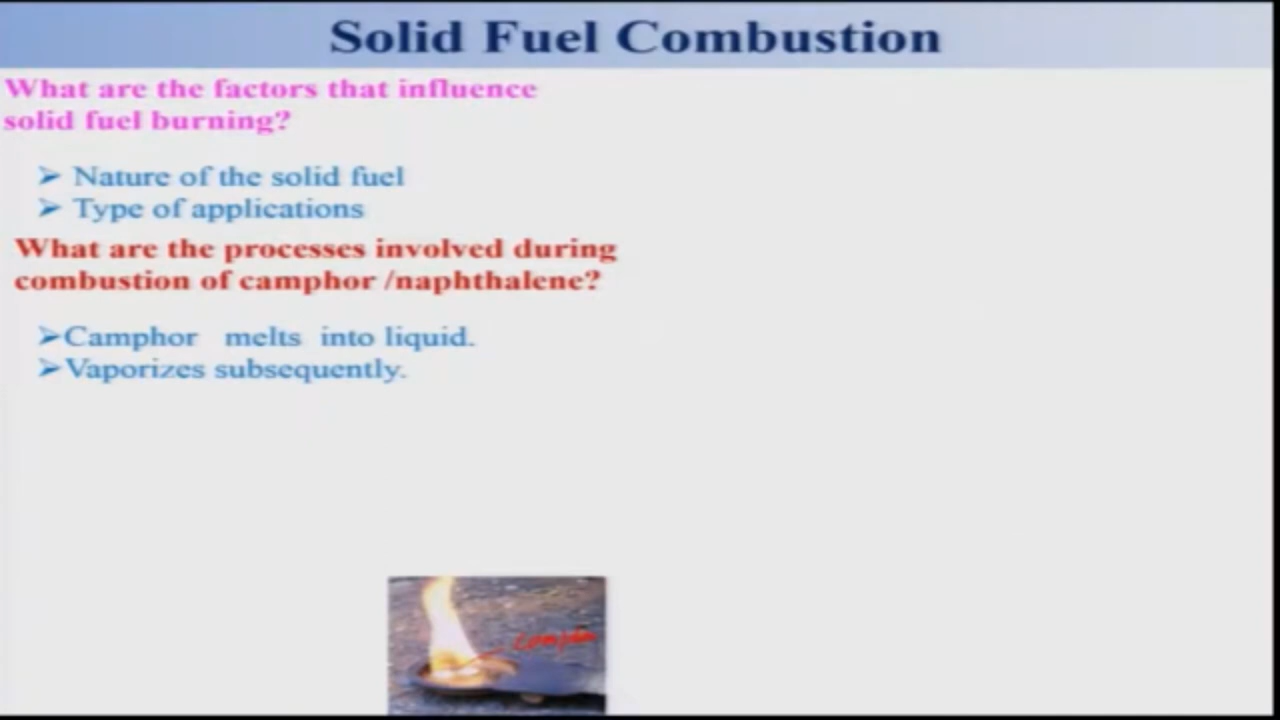 Solid Fuel Combustion
What are the factors that influence
solid fuel burning?
➢ Nature of the solid fuel
➢ Type of applications
What are the processes involved during
combustion of camphor /naphthalene?
➢Camphor melts into liquid.
➢Vaporizes subsequently.